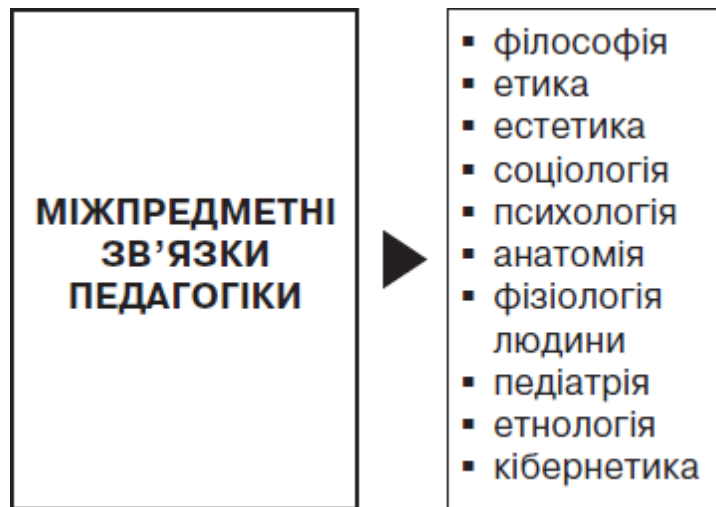 МІЖПРЕДМЕТНІ
ЗВ’ЯЗКИ
ПЕДАГОГІКИ
▪ філософія
▪ етика
▪ естетика
▪ соціологія
▪ психологія
▪ анатомія
▪ фізіологія
людини
▪ педіатрія
▪ етнологія
▪ кібернетика